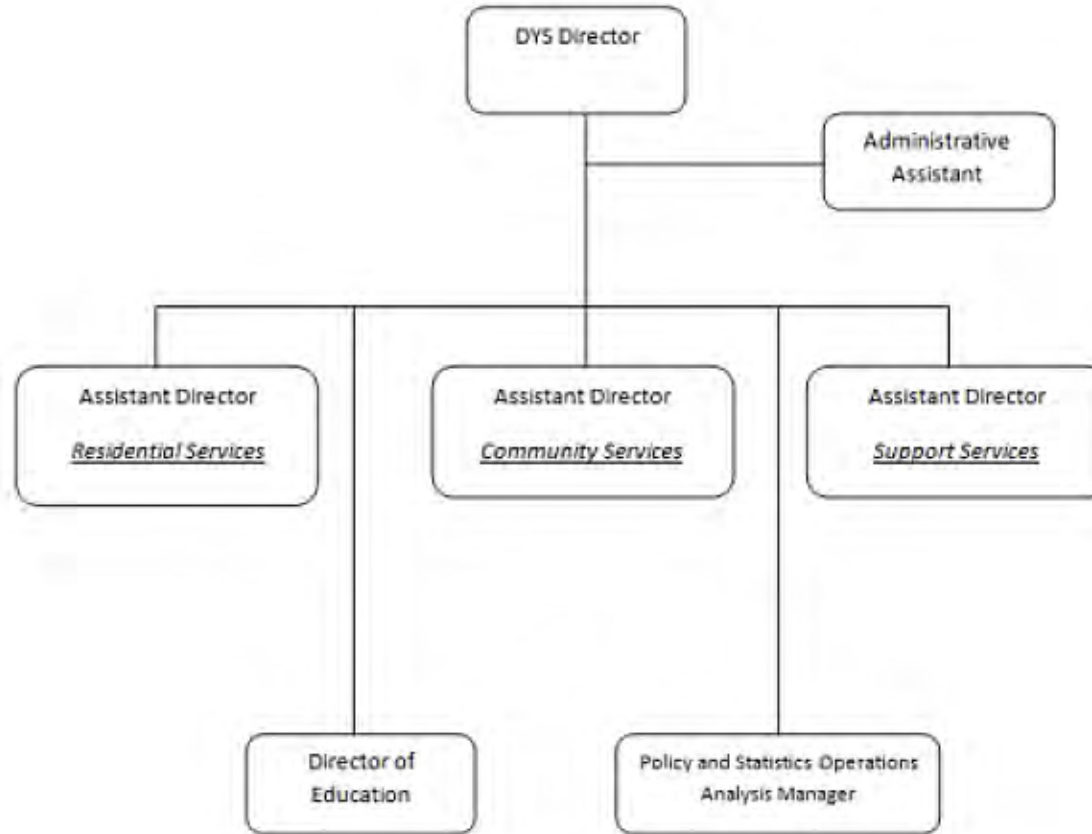 DYS Director
Administrative
Assistant
Assistant Director
Residential Services
Assistant Director
Community Services
Assistant Director
Support Services
Director of
Education
Policy and Statistics Operations
Analysis Manager